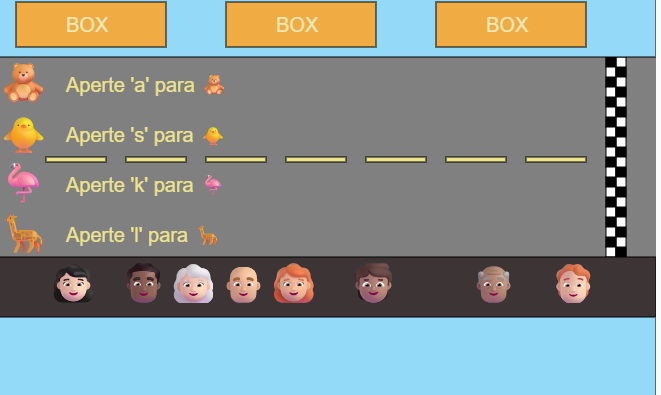 BOX BOX BOX
Aperte 'a' para
Aperte 's' para
Aperte 'k' para
Aperte 'l' para